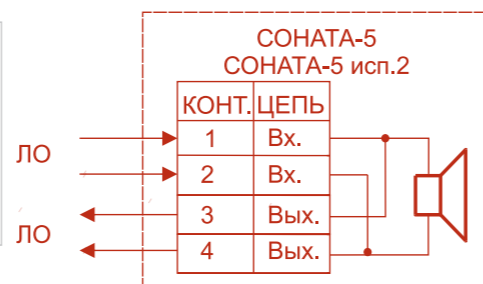 СОНАТА-5
СОНАТА-5 исп.2
КОНТ. ЦЕПЬ
1 Вх.
ЛО
2 Вх.
3 Вых.
ЛО
4 Вых.